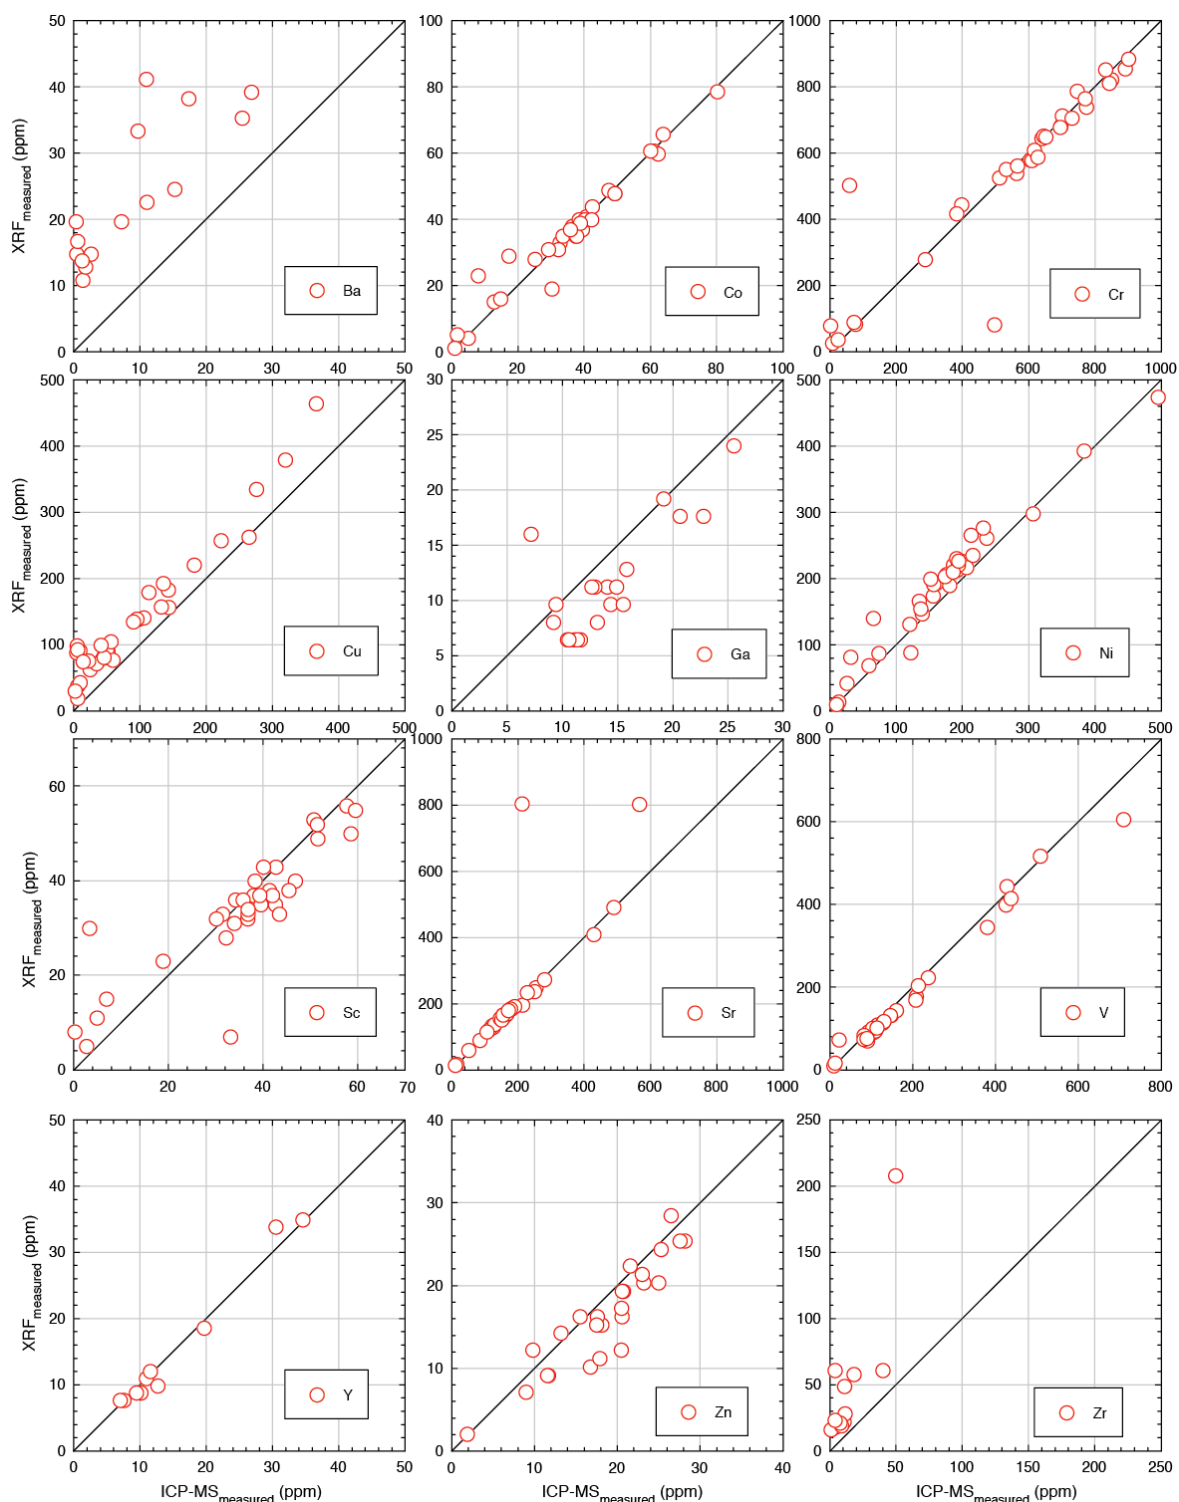 50
40
30
20
10
0
XRFmeasured (ppm)
Ba
0 10 20 30 40 50
100
80
60
40
20
0
Co
0 20 40 60 80 100
1000
800
600
400
200
0
Cr
0 200 400 600 800 1000
500
400
300
200
100
0
XRFmeasured (ppm)
Cu
0 100 200 300 400 500
30
25
20
15
10
5
0
Ga
0 5 10 15 20 25 30
500
400
300
200
100
0
Ni
0 100 200 300 400 500
60
40
20
0
XRFmeasured (ppm)
Sc
0 20 40 60 70
1000
800
600
400
200
0
Sr
0 200 400 600 800 1000
800
600
400
200
0
V
0 200 400 600 800
50
40
30
20
10
0
XRFmeasured (ppm)
Y
0 10 20 30 40 50
ICP-MSmeasured (ppm)
40
30
20
10
0
Zn
0 10 20 30 40
ICP-MSmeasured (ppm)
250
200
150
100
50
0
Zr
0 50 100 150 200 250
ICP-MSmeasured (ppm)